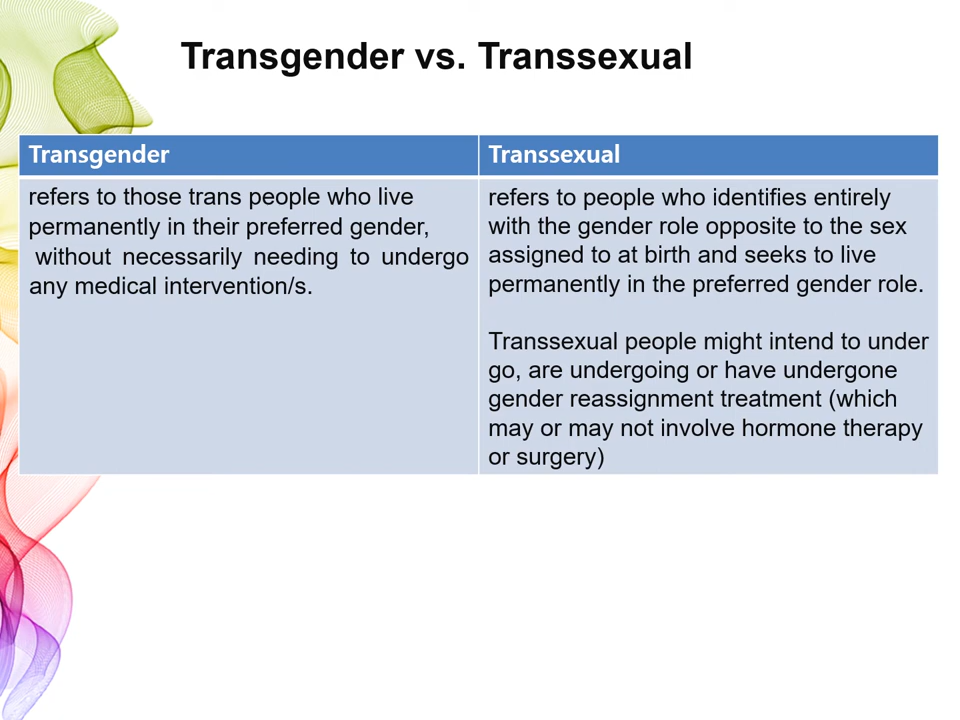 Transgender vs. Transsexual
Transgender
refers to those trans people who live
permanently in their preferred gender,
without necessarily needing to undergo
any medical intervention/s.
Transsexual
refers to people who identifies entirely
with the gender role opposite to the sex
assigned to at birth and seeks to live
permanently in the preferred gender role.
Transsexual people might intend to under
go, are undergoing or have undergone
gender reassignment treatment (which
may or may not involve hormone therapy
or surgery)